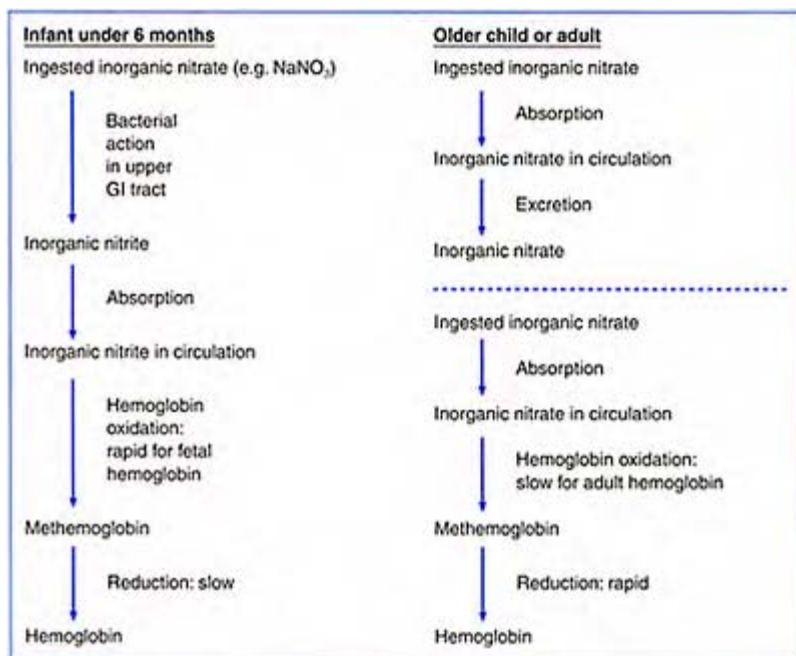 Infant under 6 months
Ingested inorganic nitrate (e.g. NaNO₃)
Bacterial
action
in upper
GI tract
Inorganic nitrite
Absorption
Inorganic nitrite in circulation
Hemoglobin
oxidation:
rapid for fetal
hemoglobin
Methemoglobin
Reduction: slow
Hemoglobin
Older child or adult
Ingested inorganic nitrate
Absorption
Inorganic nitrate in circulation
Excretion
Inorganic nitrate
Ingested inorganic nitrate
Absorption
Inorganic nitrate in circulation
Hemoglobin oxidation:
slow for adult hemoglobin
Methemoglobin
Reduction: rapid
Hemoglobin